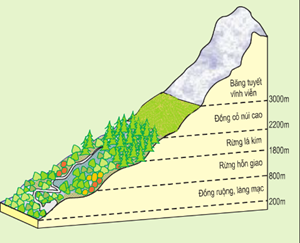 Băng tuyết
vĩnh viễn
3000m
Đồng cỏ núi cao
2200m
Rừng lá kim
1800m
Rừng hỗn giao
800m
Đồng ruộng, làng mạc
200m